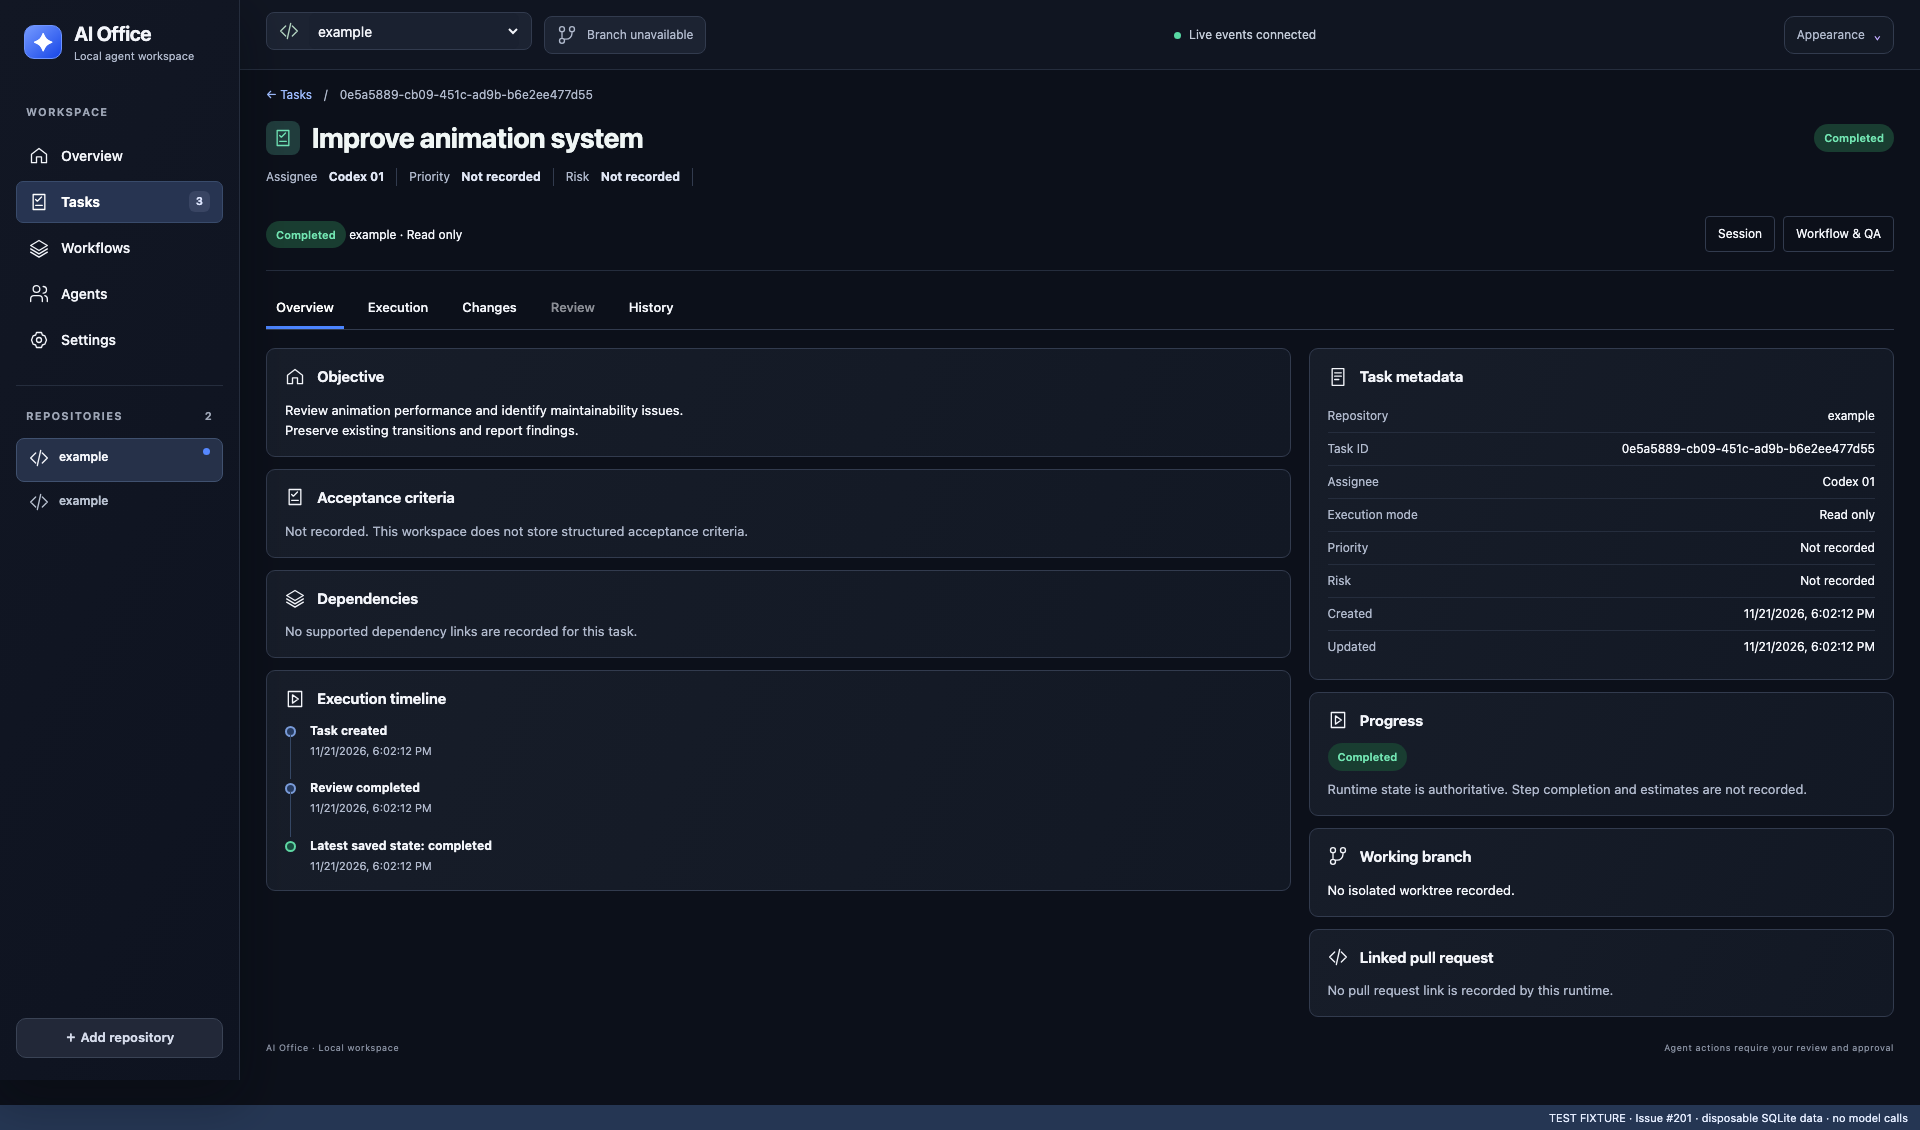 AI Office
Local agent workspace
WORKSPACE
Overview
Tasks 3
Workflows
Agents
Settings
REPOSITORIES 2
example
example
+ Add repository
example
Branch unavailable
Live events connected
Appearance
← Tasks / 0e5a5889-cb09-451c-ad9b-b6e2ee477d55
Improve animation system
Completed
Assignee Codex 01 Priority Not recorded Risk Not recorded
Completed example · Read only
Session
Workflow & QA
Overview Execution Changes Review History
Objective
Review animation performance and identify maintainability issues.
Preserve existing transitions and report findings.
Acceptance criteria
Not recorded. This workspace does not store structured acceptance criteria.
Dependencies
No supported dependency links are recorded for this task.
Execution timeline
Task created
11/21/2026, 6:02:12 PM
Review completed
11/21/2026, 6:02:12 PM
Latest saved state: completed
11/21/2026, 6:02:12 PM
Task metadata
Repository example
Task ID 0e5a5889-cb09-451c-ad9b-b6e2ee477d55
Assignee Codex 01
Execution mode Read only
Priority Not recorded
Risk Not recorded
Created 11/21/2026, 6:02:12 PM
Updated 11/21/2026, 6:02:12 PM
Progress
Completed
Runtime state is authoritative. Step completion and estimates are not recorded.
Working branch
No isolated worktree recorded.
Linked pull request
No pull request link is recorded by this runtime.
AI Office · Local workspace
Agent actions require your review and approval
TEST FIXTURE · Issue #201 · disposable SQLite data · no model calls